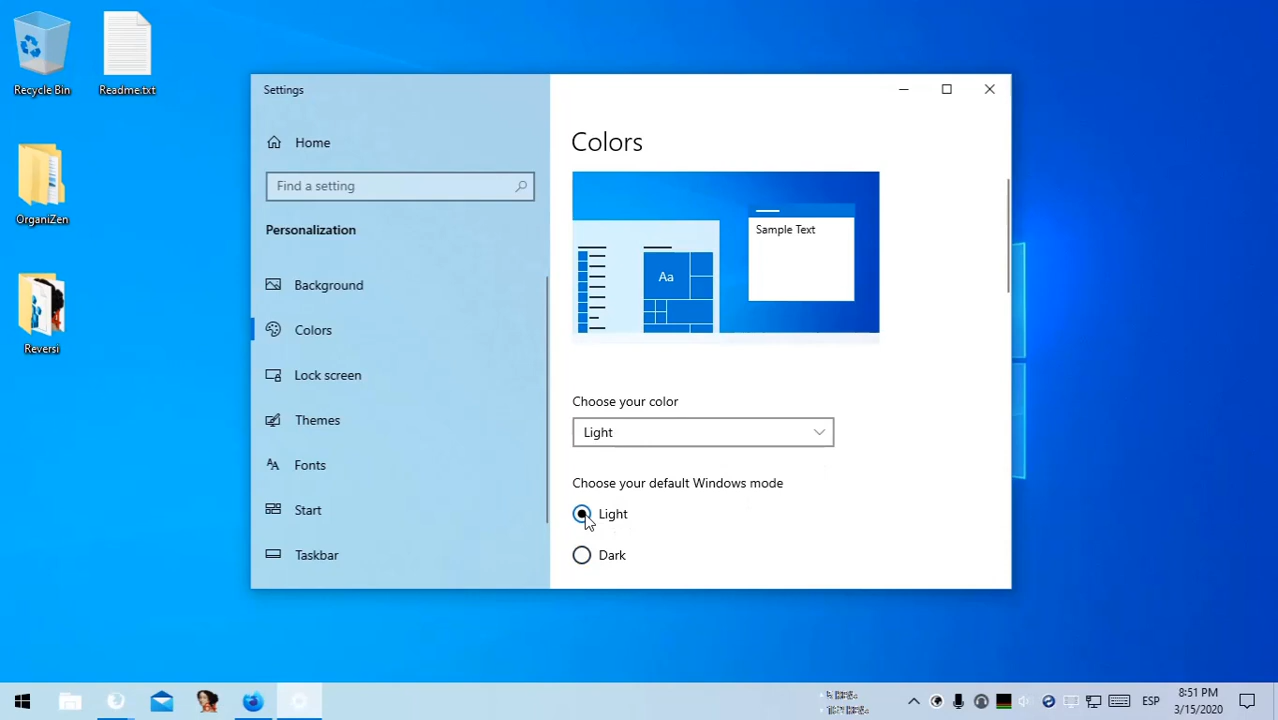 Recycle Bin
Readme.txt
OrganiZen
Reversi
Settings
Home
Find a setting
Personalization
Background
Colors
Lock screen
Themes
Fonts
Start
Taskbar
Colors
Sample Text
Aa
Choose your color
Light
Choose your default Windows mode
Light
Dark
ESP
8:51 PM
3/15/2020